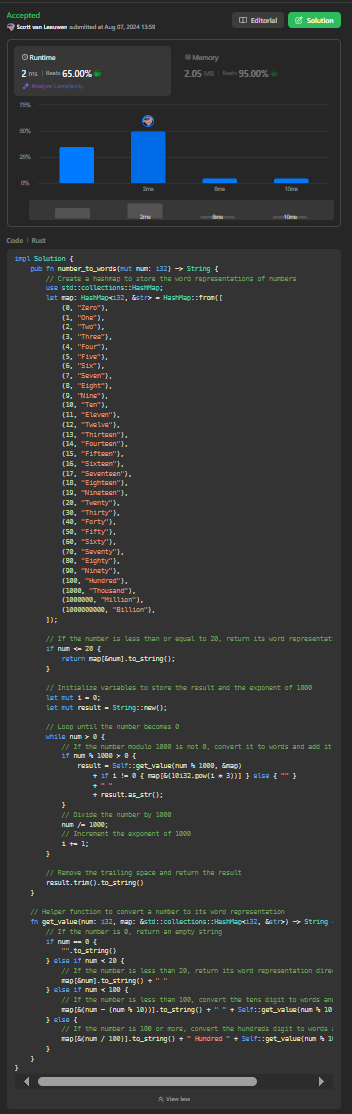 Accepted
Scott van Leeuwen submitted at Aug 07, 2024 13:59
Editorial
Solution
Runtime
2 ms | Beats 65.00%
Analyze Complexity
Memory
2.05 MB | Beats 95.00%
75%
50%
25%
0%
2ms 6ms 10ms
2ms 6ms 10ms
Code | Rust
impl Solution {
    pub fn number_to_words(mut num: i32) -> String {
        // Create a hashmap to store the word representations of numbers
        use std::collections::HashMap;
        let map: HashMap<i32, &str> = HashMap::from([
            (0, "Zero"),
            (1, "One"),
            (2, "Two"),
            (3, "Three"),
            (4, "Four"),
            (5, "Five"),
            (6, "Six"),
            (7, "Seven"),
            (8, "Eight"),
            (9, "Nine"),
            (10, "Ten"),
            (11, "Eleven"),
            (12, "Twelve"),
            (13, "Thirteen"),
            (14, "Fourteen"),
            (15, "Fifteen"),
            (16, "Sixteen"),
            (17, "Seventeen"),
            (18, "Eighteen"),
            (19, "Nineteen"),
            (20, "Twenty"),
            (30, "Thirty"),
            (40, "Forty"),
            (50, "Fifty"),
            (60, "Sixty"),
            (70, "Seventy"),
            (80, "Eighty"),
            (90, "Ninety"),
            (100, "Hundred"),
            (1000, "Thousand"),
            (1000000, "Million"),
            (1000000000, "Billion"),
        ]);
        // If the number is less than or equal to 20, return its word representat
        if num <= 20 {
            return map[&num].to_string();
        }
        // Initialize variables to store the result and the exponent of 1000
        let mut i = 0;
        let mut result = String::new();
        // Loop until the number becomes 0
        while num > 0 {
            // If the number modulo 1000 is not 0, convert it to words and add it
            if num % 1000 > 0 {
                result = Self::get_value(num % 1000, &map)
                    + if i != 0 { map[&(10i32.pow(i * 3))] } else { "" }
                    + " "
                    + result.as_str();
            }
            // Divide the number by 1000
            num /= 1000;
            // Increment the exponent of 1000
            i += 1;
        }
        // Remove the trailing space and return the result
        result.trim().to_string()
    }
    // Helper function to convert a number to its word representation
    fn get_value(num: i32, map: &std::collections::HashMap<i32, &str>) -> String
        // If the number is 0, return an empty string
        if num == 0 {
            "".to_string()
        } else if num < 20 {
            // If the number is less than 20, return its word representation dire
            map[&num].to_string() + " "
        } else if num < 100 {
            // If the number is less than 100, convert the tens digit to words an
            map[&(num - (num % 10))].to_string() + " " + Self::get_value(num % 10
        } else {
            // If the number is 100 or more, convert the hundreds digit to words
            map[&(num / 100)].to_string() + " Hundred " + Self::get_value(num % 1
        }
    }
}
View less